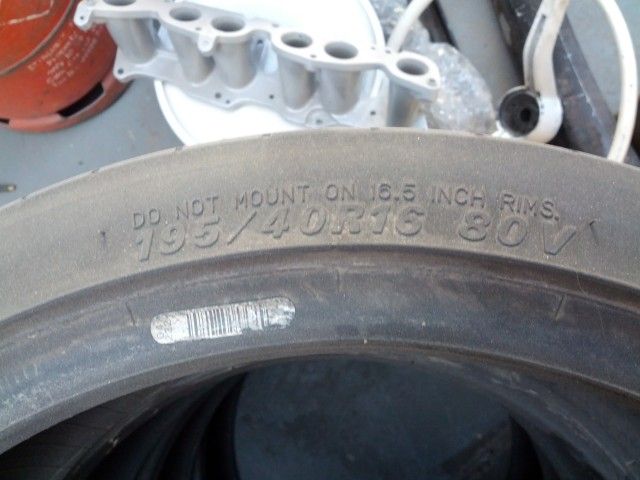 DO NOT MOUNT ON 16.5 INCH RIMS.
195/40R16 80V